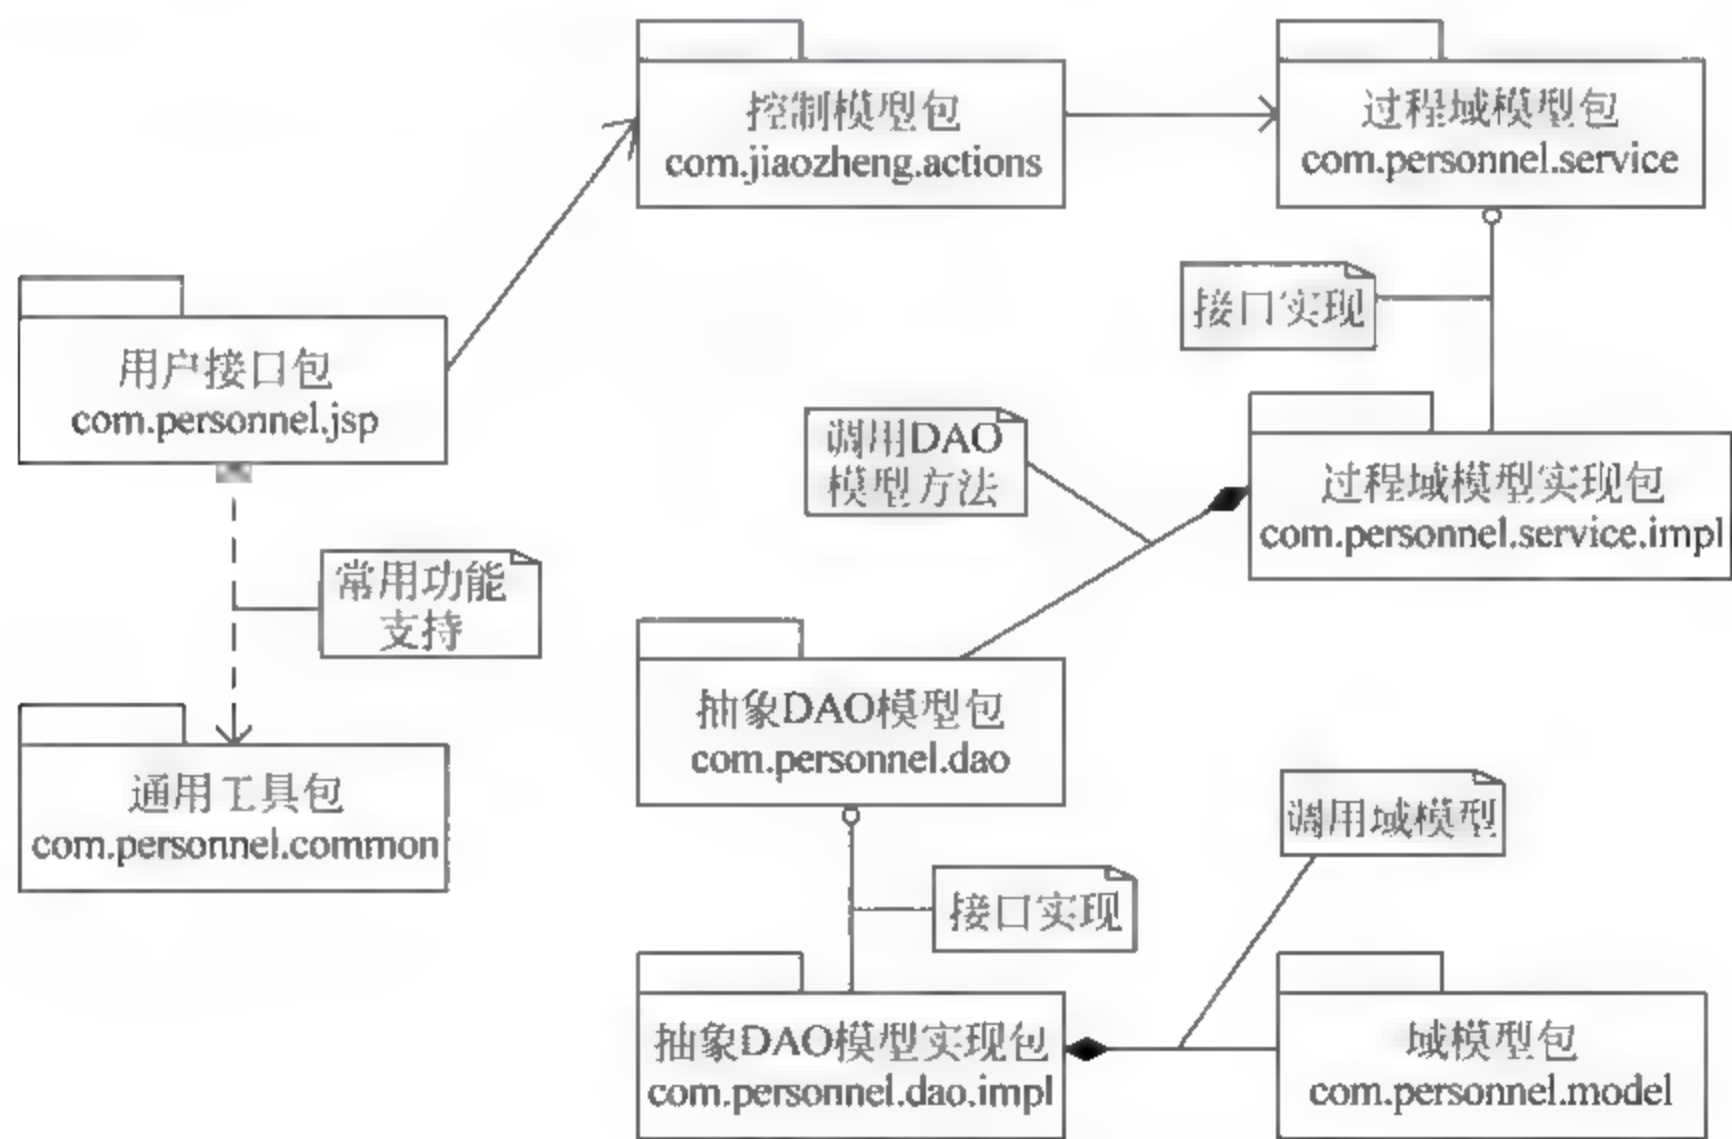 控制模型包
com.jiaozheng.actions
过程域模型包
com.personnel.service
接口实现
用户接口包
com.personnel.jsp
调用DAO
模型方法
过程域模型实现包
com.personnel.service.impl
常用功能
支持
抽象DAO模型包
com.personnel.dao
通用工具包
com.personnel.common
调用域模型
接口实现
抽象DAO模型实现包
com.personnel.dao.impl
域模型包
com.personnel.model